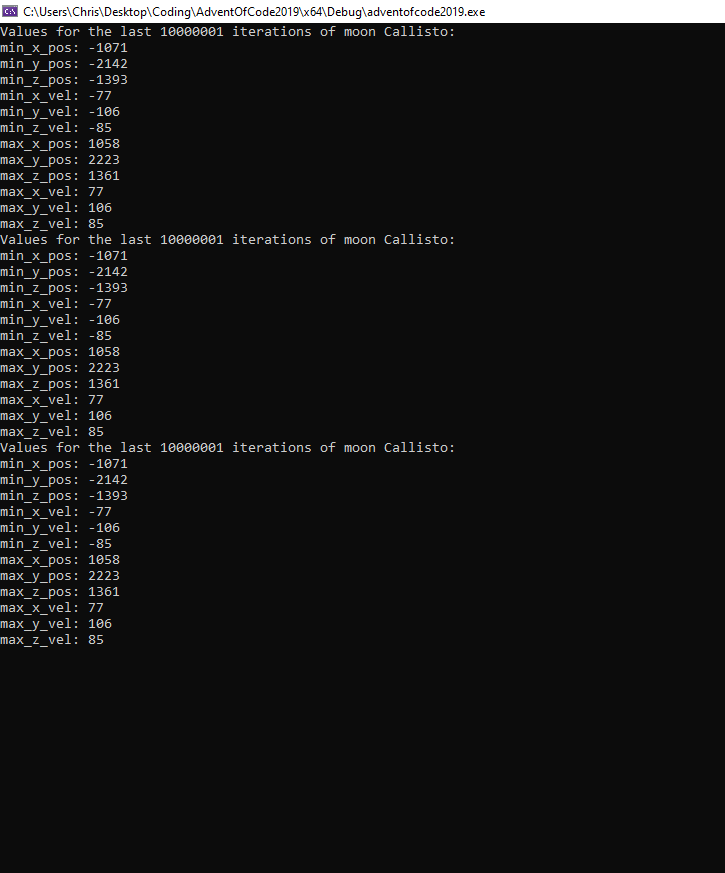 C:\Users\Chris\Desktop\Coding\AdventOfCode2019\x64\Debug\adventofcode2019.exe
Values for the last 10000001 iterations of moon Callisto:
min_x_pos: -1071
min_y_pos: -2142
min_z_pos: -1393
min_x_vel: -77
min_y_vel: -106
min_z_vel: -85
max_x_pos: 1058
max_y_pos: 2223
max_z_pos: 1361
max_x_vel: 77
max_y_vel: 106
max_z_vel: 85
Values for the last 10000001 iterations of moon Callisto:
min_x_pos: -1071
min_y_pos: -2142
min_z_pos: -1393
min_x_vel: -77
min_y_vel: -106
min_z_vel: -85
max_x_pos: 1058
max_y_pos: 2223
max_z_pos: 1361
max_x_vel: 77
max_y_vel: 106
max_z_vel: 85
Values for the last 10000001 iterations of moon Callisto:
min_x_pos: -1071
min_y_pos: -2142
min_z_pos: -1393
min_x_vel: -77
min_y_vel: -106
min_z_vel: -85
max_x_pos: 1058
max_y_pos: 2223
max_z_pos: 1361
max_x_vel: 77
max_y_vel: 106
max_z_vel: 85